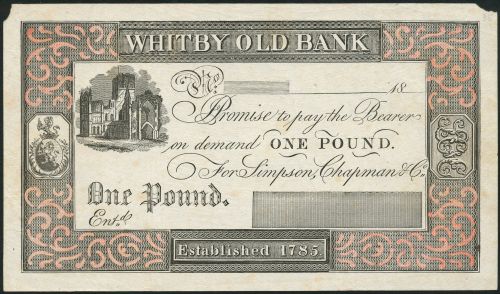 WHITBY OLD BANK
No. 18
I Promise to pay the Bearer
on demand ONE POUND.
For Simpson, Chapman & Co.
One Pound.
Ent.d
Established 1785.